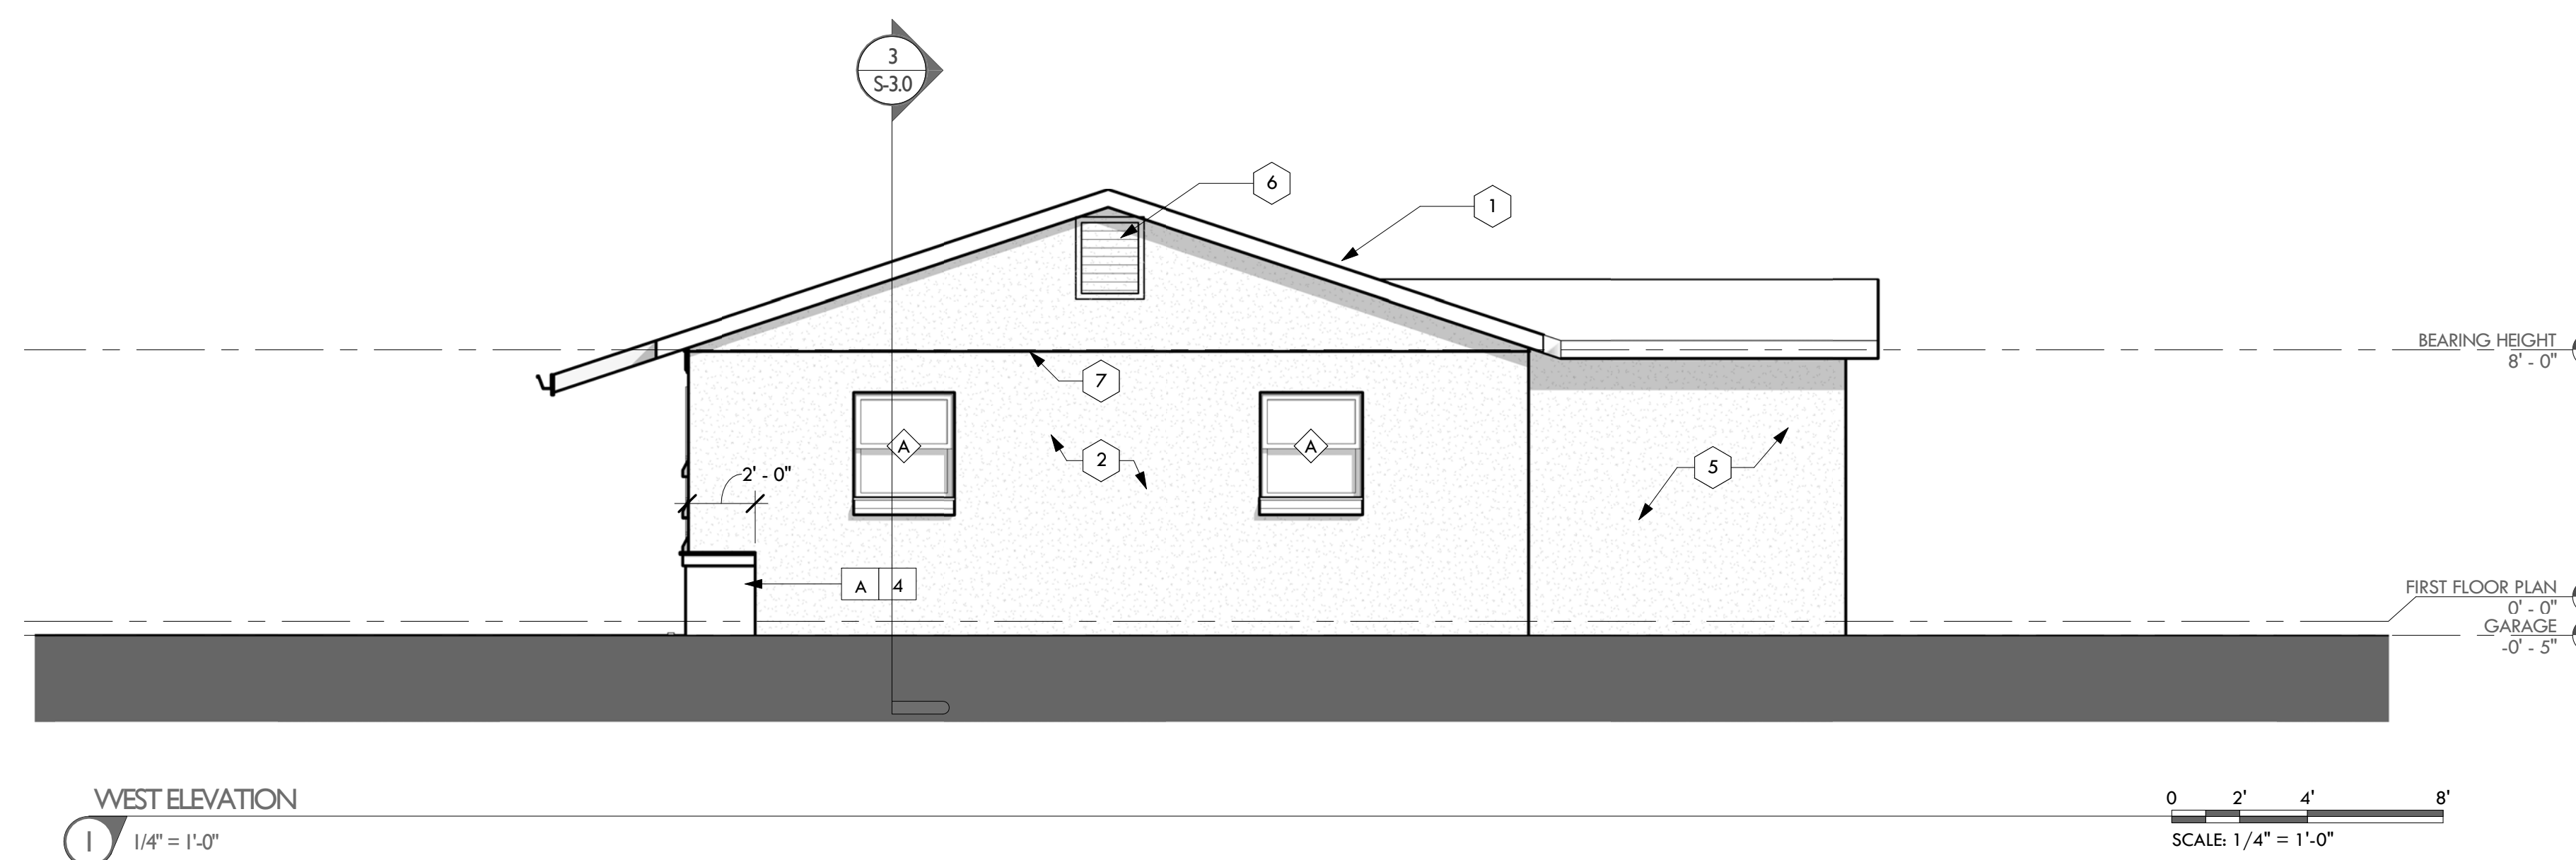 3
S-3.0
6
1
BEARING HEIGHT
8' - 0"
7
A
A
2
5
2' - 0"
A 4
FIRST FLOOR PLAN
0' - 0"
GARAGE
-0' - 5"
WEST ELEVATION
1
1/4" = 1'-0"
0 2' 4' 8'
SCALE: 1/4" = 1'-0"